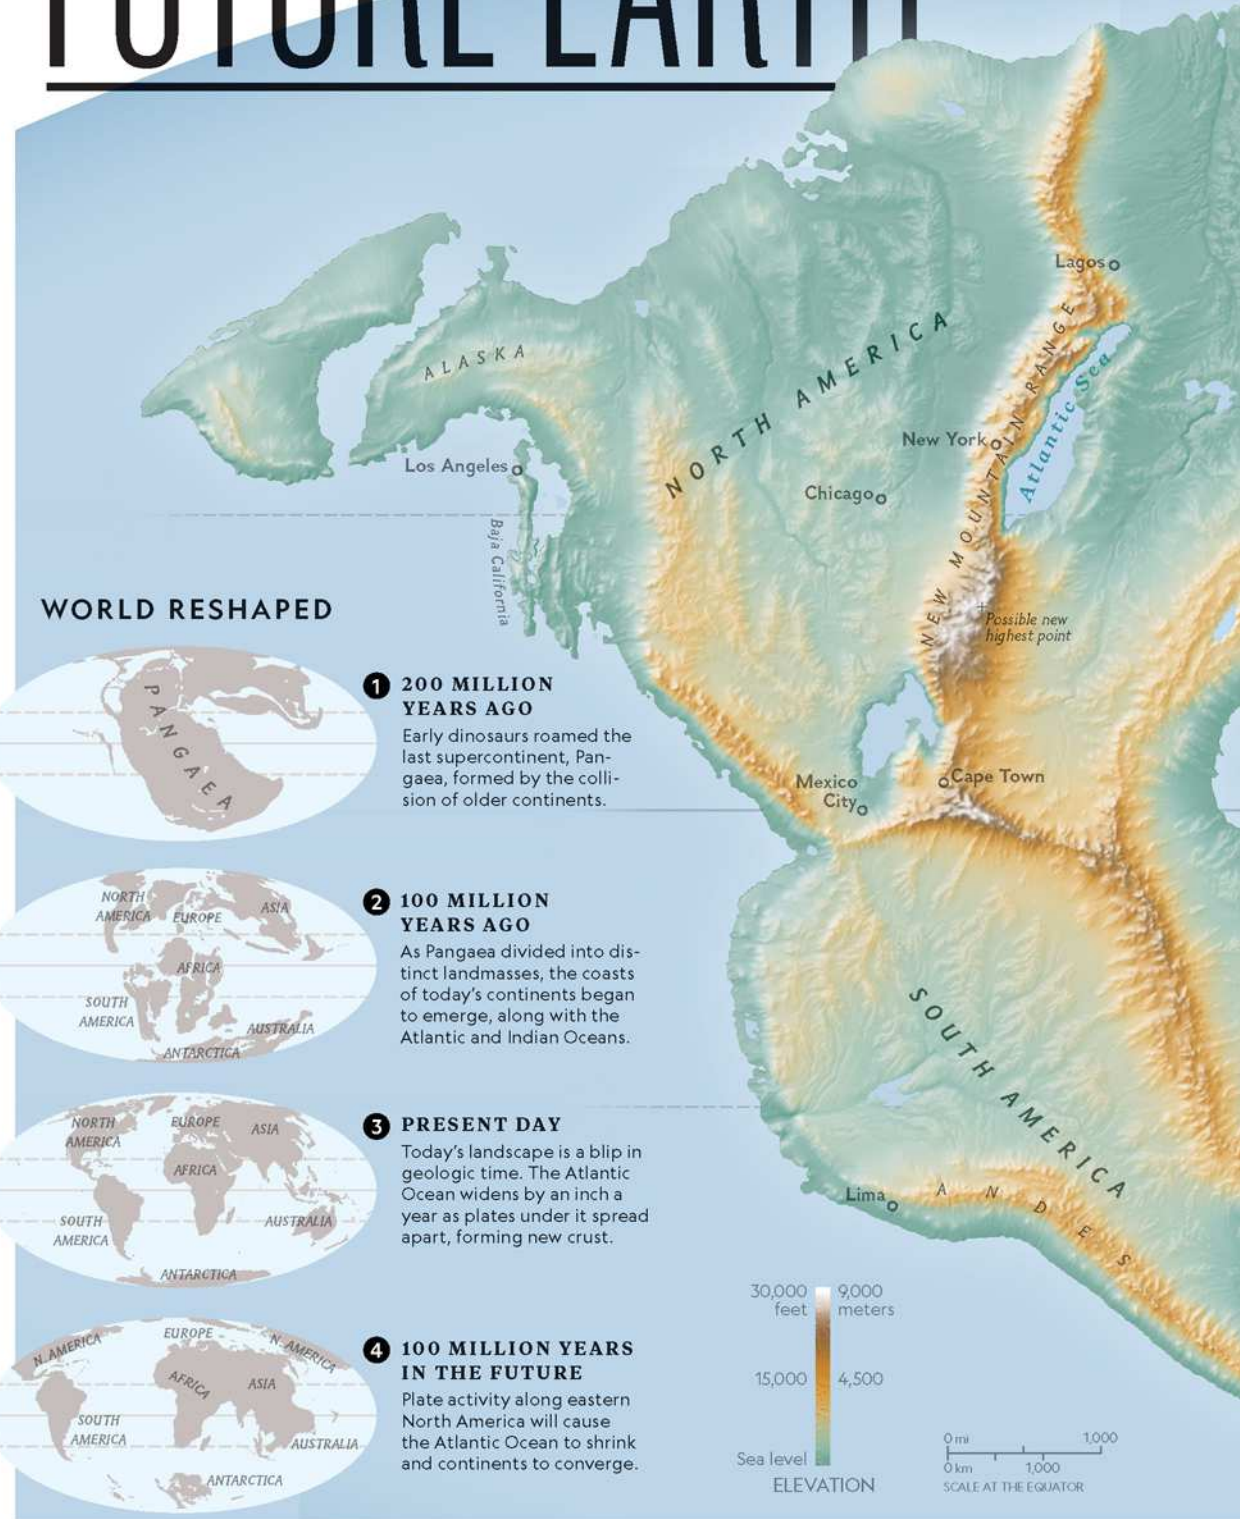 FUTURE EARTH
Lagos
ALASKA
NORTH AMERICA
NEW MOUNTAIN RANGE
Atlantic Sea
New York
Los Angeles
Chicago
Baja California
Possible new
highest point
WORLD RESHAPED
PANGAEA
1 200 MILLION
YEARS AGO
Early dinosaurs roamed the
last supercontinent, Pan-
gaea, formed by the colli-
sion of older continents.
Mexico
City
Cape Town
NORTH
AMERICA
EUROPE
ASIA
AFRICA
SOUTH
AMERICA
AUSTRALIA
ANTARCTICA
2 100 MILLION
YEARS AGO
As Pangaea divided into dis-
tinct landmasses, the coasts
of today's continents began
to emerge, along with the
Atlantic and Indian Oceans.
SOUTH AMERICA
NORTH
AMERICA
EUROPE
ASIA
AFRICA
SOUTH
AMERICA
AUSTRALIA
ANTARCTICA
3 PRESENT DAY
Today's landscape is a blip in
geologic time. The Atlantic
Ocean widens by an inch a
year as plates under it spread
apart, forming new crust.
Lima
ANDES
N. AMERICA
EUROPE
N. AMERICA
AFRICA
ASIA
SOUTH
AMERICA
AUSTRALIA
ANTARCTICA
4 100 MILLION YEARS
IN THE FUTURE
Plate activity along eastern
North America will cause
the Atlantic Ocean to shrink
and continents to converge.
30,000 9,000
feet meters
15,000 4,500
Sea level
ELEVATION
0 mi 1,000
0 km 1,000
SCALE AT THE EQUATOR